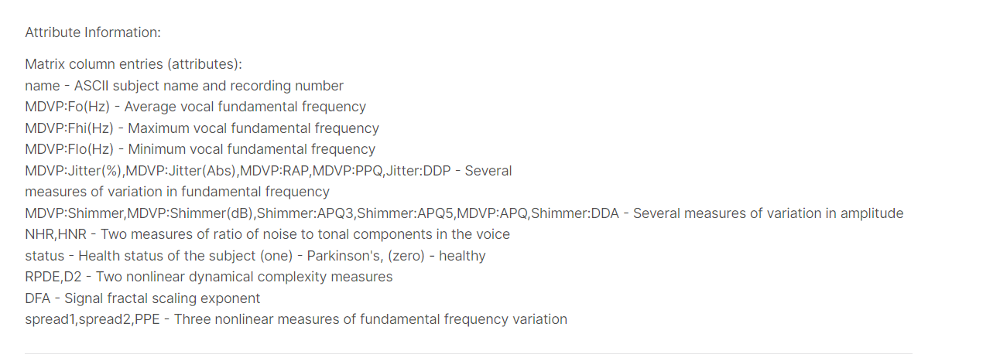 Attribute Information:
Matrix column entries (attributes):
name - ASCII subject name and recording number
MDVP:Fo(Hz) - Average vocal fundamental frequency
MDVP:Fhi(Hz) - Maximum vocal fundamental frequency
MDVP:Flo(Hz) - Minimum vocal fundamental frequency
MDVP:Jitter(%),MDVP:Jitter(Abs),MDVP:RAP,MDVP:PPQ,Jitter:DDP - Several
measures of variation in fundamental frequency
MDVP:Shimmer,MDVP:Shimmer(dB),Shimmer:APQ3,Shimmer:APQ5,MDVP:APQ,Shimmer:DDA - Several measures of variation in amplitude
NHR,HNR - Two measures of ratio of noise to tonal components in the voice
status - Health status of the subject (one) - Parkinson's, (zero) - healthy
RPDE,D2 - Two nonlinear dynamical complexity measures
DFA - Signal fractal scaling exponent
spread1,spread2,PPE - Three nonlinear measures of fundamental frequency variation